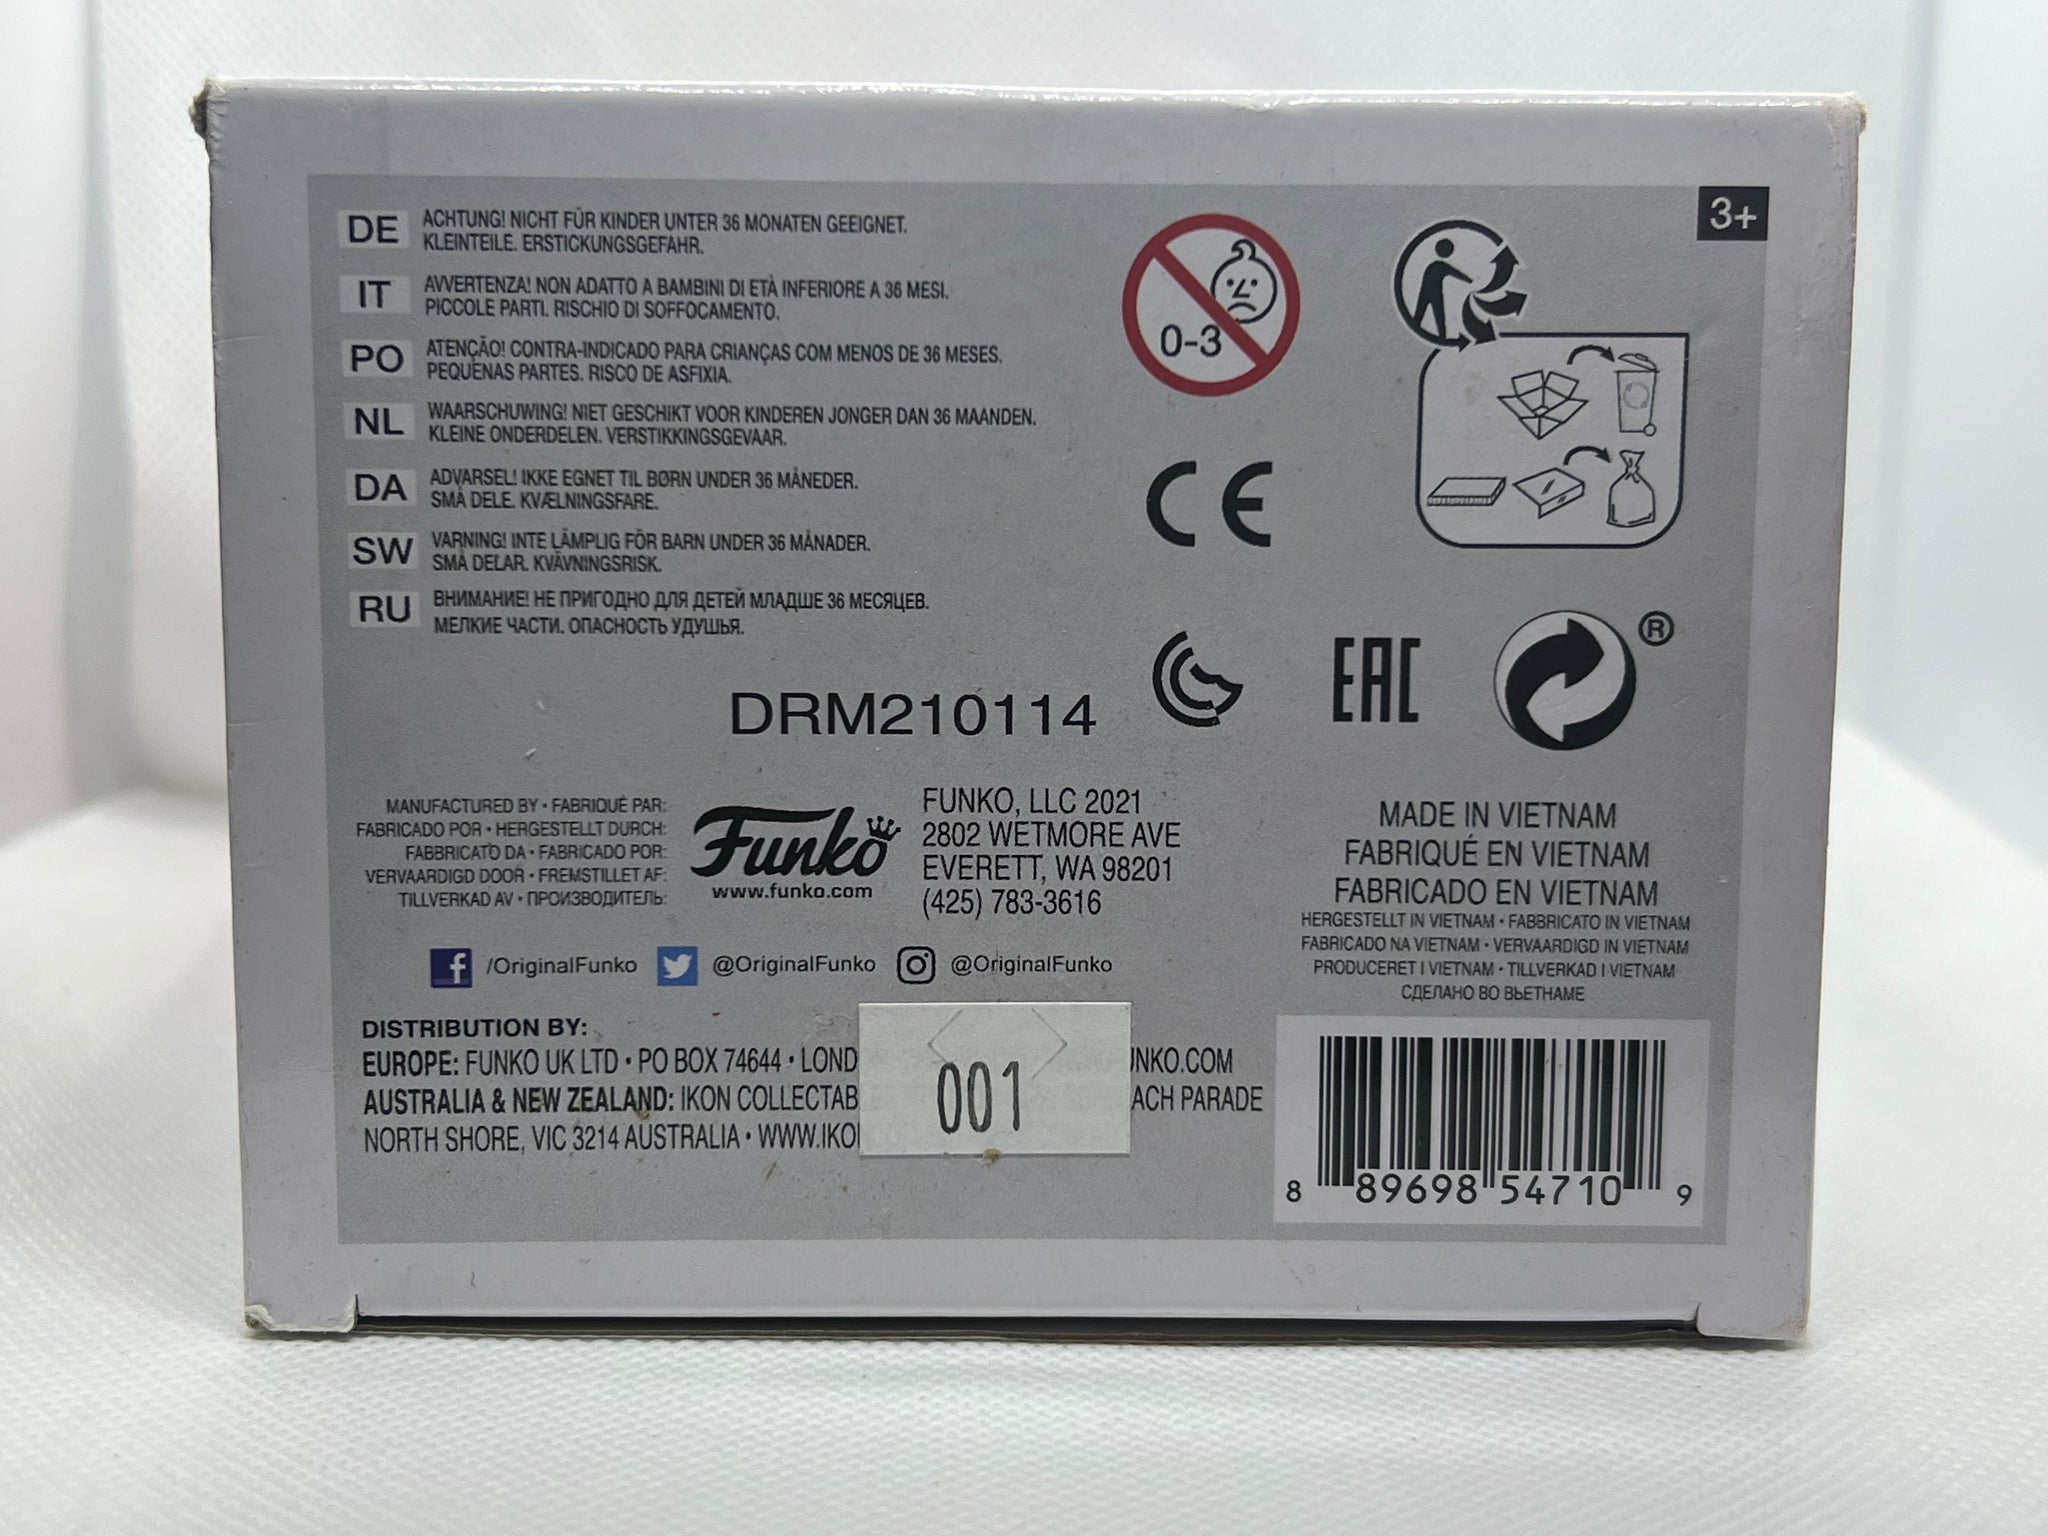 3+
DE ACHTUNG! NICHT FÜR KINDER UNTER 36 MONATEN GEEIGNET.
KLEINTEILE. ERSTICKUNGSGEFAHR.
IT AVVERTENZA! NON ADATTO A BAMBINI DI ETÀ INFERIORE A 36 MESI.
PICCOLE PARTI. RISCHIO DI SOFFOCAMENTO.
PO ATENÇÃO! CONTRA-INDICADO PARA CRIANÇAS COM MENOS DE 36 MESES.
PEQUENAS PARTES. RISCO DE ASFIXIA.
NL WAARSCHUWING! NIET GESCHIKT VOOR KINDEREN JONGER DAN 36 MAANDEN.
KLEINE ONDERDELEN. VERSTIKKINGSGEVAAR.
DA ADVARSEL! IKKE EGNET TIL BØRN UNDER 36 MÅNEDER.
SMÅ DELE. KVÆLNINGSFARE.
SW VARNING! INTE LÄMPLIG FÖR BARN UNDER 36 MÅNADER.
SMÅ DELAR. KVÄVNINGSRISK.
RU ВНИМАНИЕ! НЕ ПРИГОДНО ДЛЯ ДЕТЕЙ МЛАДШЕ 36 МЕСЯЦЕВ.
МЕЛКИЕ ЧАСТИ. ОПАСНОСТЬ УДУШЬЯ.
0-3
CE
EAC
®
DRM210114
MANUFACTURED BY • FABRIQUÉ PAR:
FABRICADO POR • HERGESTELLT DURCH:
FABBRICATO DA • FABRICADO POR:
VERVAARDIGD DOOR • FREMSTILLET AF:
TILLVERKAD AV • ПРОИЗВОДИТЕЛЬ:
Funko
www.funko.com
FUNKO, LLC 2021
2802 WETMORE AVE
EVERETT, WA 98201
(425) 783-3616
MADE IN VIETNAM
FABRIQUÉ EN VIETNAM
FABRICADO EN VIETNAM
HERGESTELLT IN VIETNAM • FABBRICATO IN VIETNAM
FABRICADO NA VIETNAM • VERVAARDIGD IN VIETNAM
PRODUCERET I VIETNAM • TILLVERKAD I VIETNAM
СДЕЛАНО ВО ВЬЕТНАМЕ
f /OriginalFunko @OriginalFunko @OriginalFunko
DISTRIBUTION BY:
EUROPE: FUNKO UK LTD • PO BOX 74644 • LOND NKO.COM
AUSTRALIA & NEW ZEALAND: IKON COLLECTAB ACH PARADE
NORTH SHORE, VIC 3214 AUSTRALIA • WWW.IKO
001
8 89698 54710 9